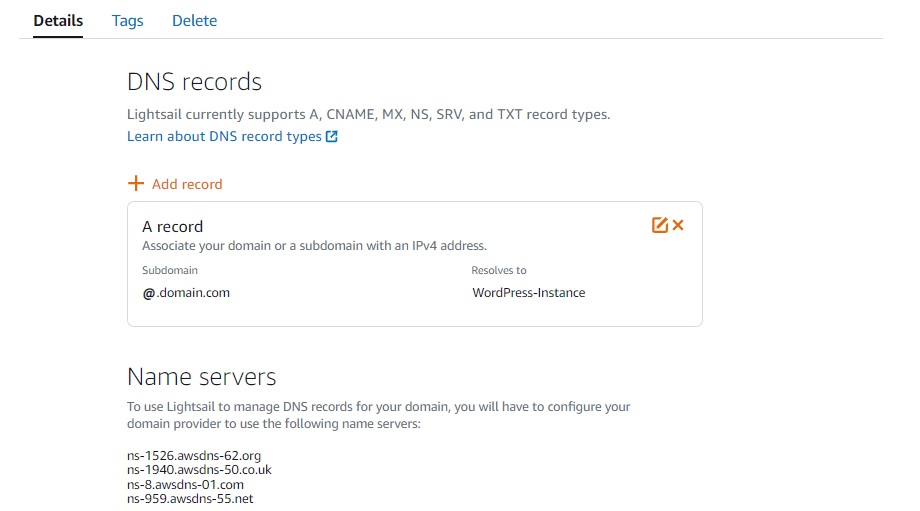 Details Tags Delete
DNS records
Lightsail currently supports A, CNAME, MX, NS, SRV, and TXT record types.
Learn about DNS record types
+ Add record
A record
Associate your domain or a subdomain with an IPv4 address.
Subdomain Resolves to
@.domain.com WordPress-Instance
Name servers
To use Lightsail to manage DNS records for your domain, you will have to configure your
domain provider to use the following name servers:
ns-1526.awsdns-62.org
ns-1940.awsdns-50.co.uk
ns-8.awsdns-01.com
ns-959.awsdns-55.net